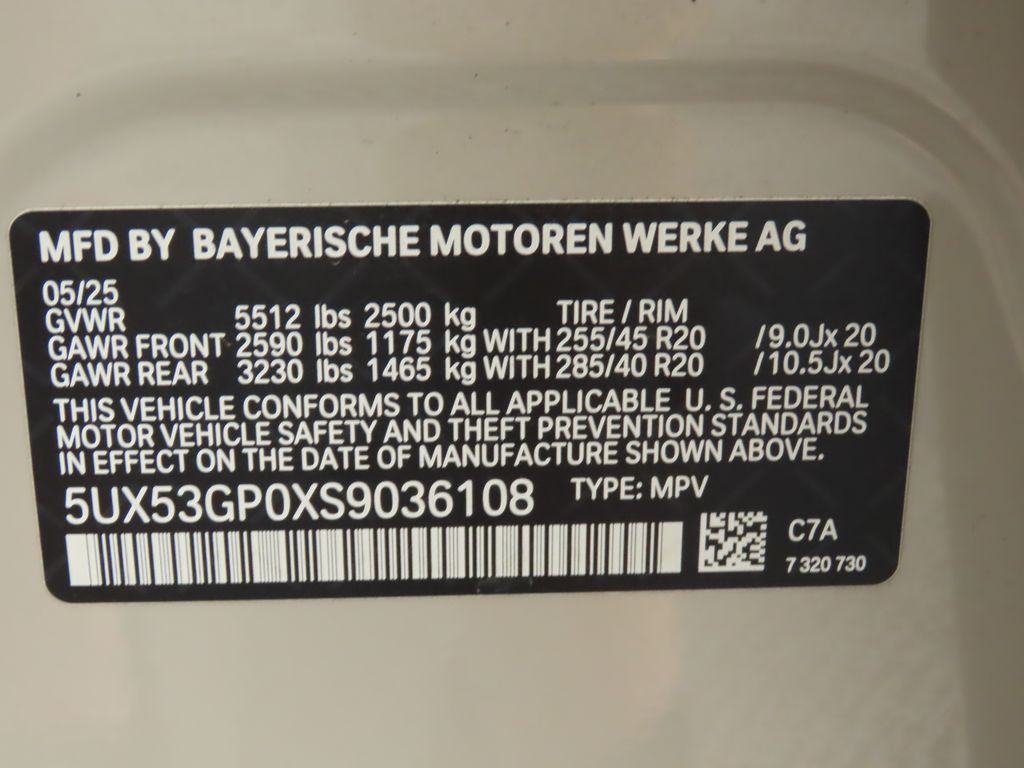 MFD BY BAYERISCHE MOTOREN WERKE AG
05/25
GVWR 5512 lbs 2500 kg TIRE / RIM
GAWR FRONT 2590 lbs 1175 kg WITH 255/45 R20 /9.0Jx 20
GAWR REAR 3230 lbs 1465 kg WITH 285/40 R20 /10.5Jx 20
THIS VEHICLE CONFORMS TO ALL APPLICABLE U. S. FEDERAL
MOTOR VEHICLE SAFETY AND THEFT PREVENTION STANDARDS
IN EFFECT ON THE DATE OF MANUFACTURE SHOWN ABOVE.
5UX53GP0XS9036108 TYPE: MPV
C7A
7 320 730